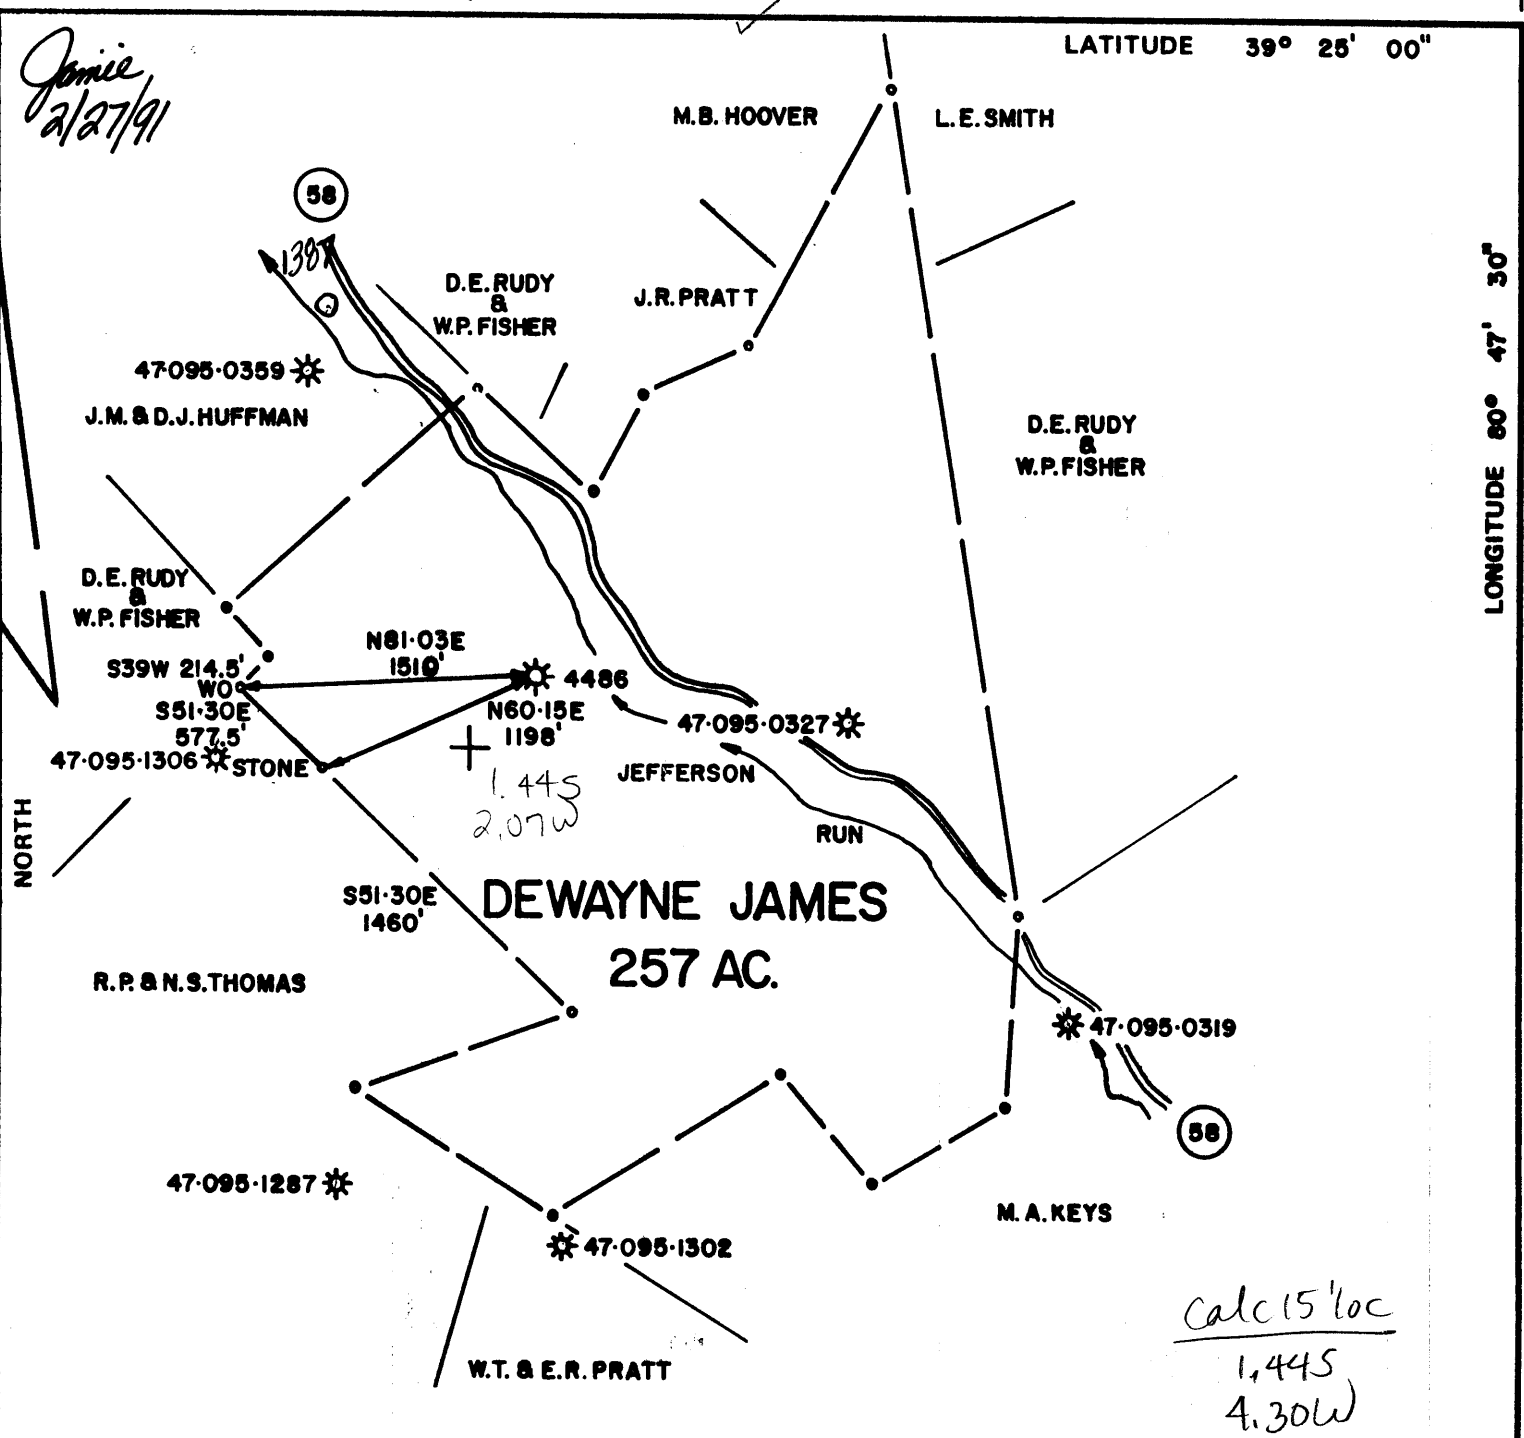 Jamie
2/27/91
LATITUDE 39° 25' 00"
M.B. HOOVER
L.E. SMITH
58
138
D.E. RUDY
&
W.P. FISHER
J.R. PRATT
LONGITUDE 80° 47' 30"
47-095-0359
J.M. & D.J. HUFFMAN
D.E. RUDY
&
W.P. FISHER
D.E. RUDY
&
W.P. FISHER
N81-03E
1510'
S39W 214.5'
WO
4486
S51-30E
577.5'
N60-15E
1198'
47-095-0327
47-095-1306
STONE
JEFFERSON
RUN
1.44S
2.07W
NORTH
S51-30E
1460'
DEWAYNE JAMES
257 AC.
R.P. & N.S. THOMAS
47-095-0319
58
47-095-1287
M.A. KEYS
47-095-1302
W.T. & E.R. PRATT
Calc 15' loc
1.44S
4.30W